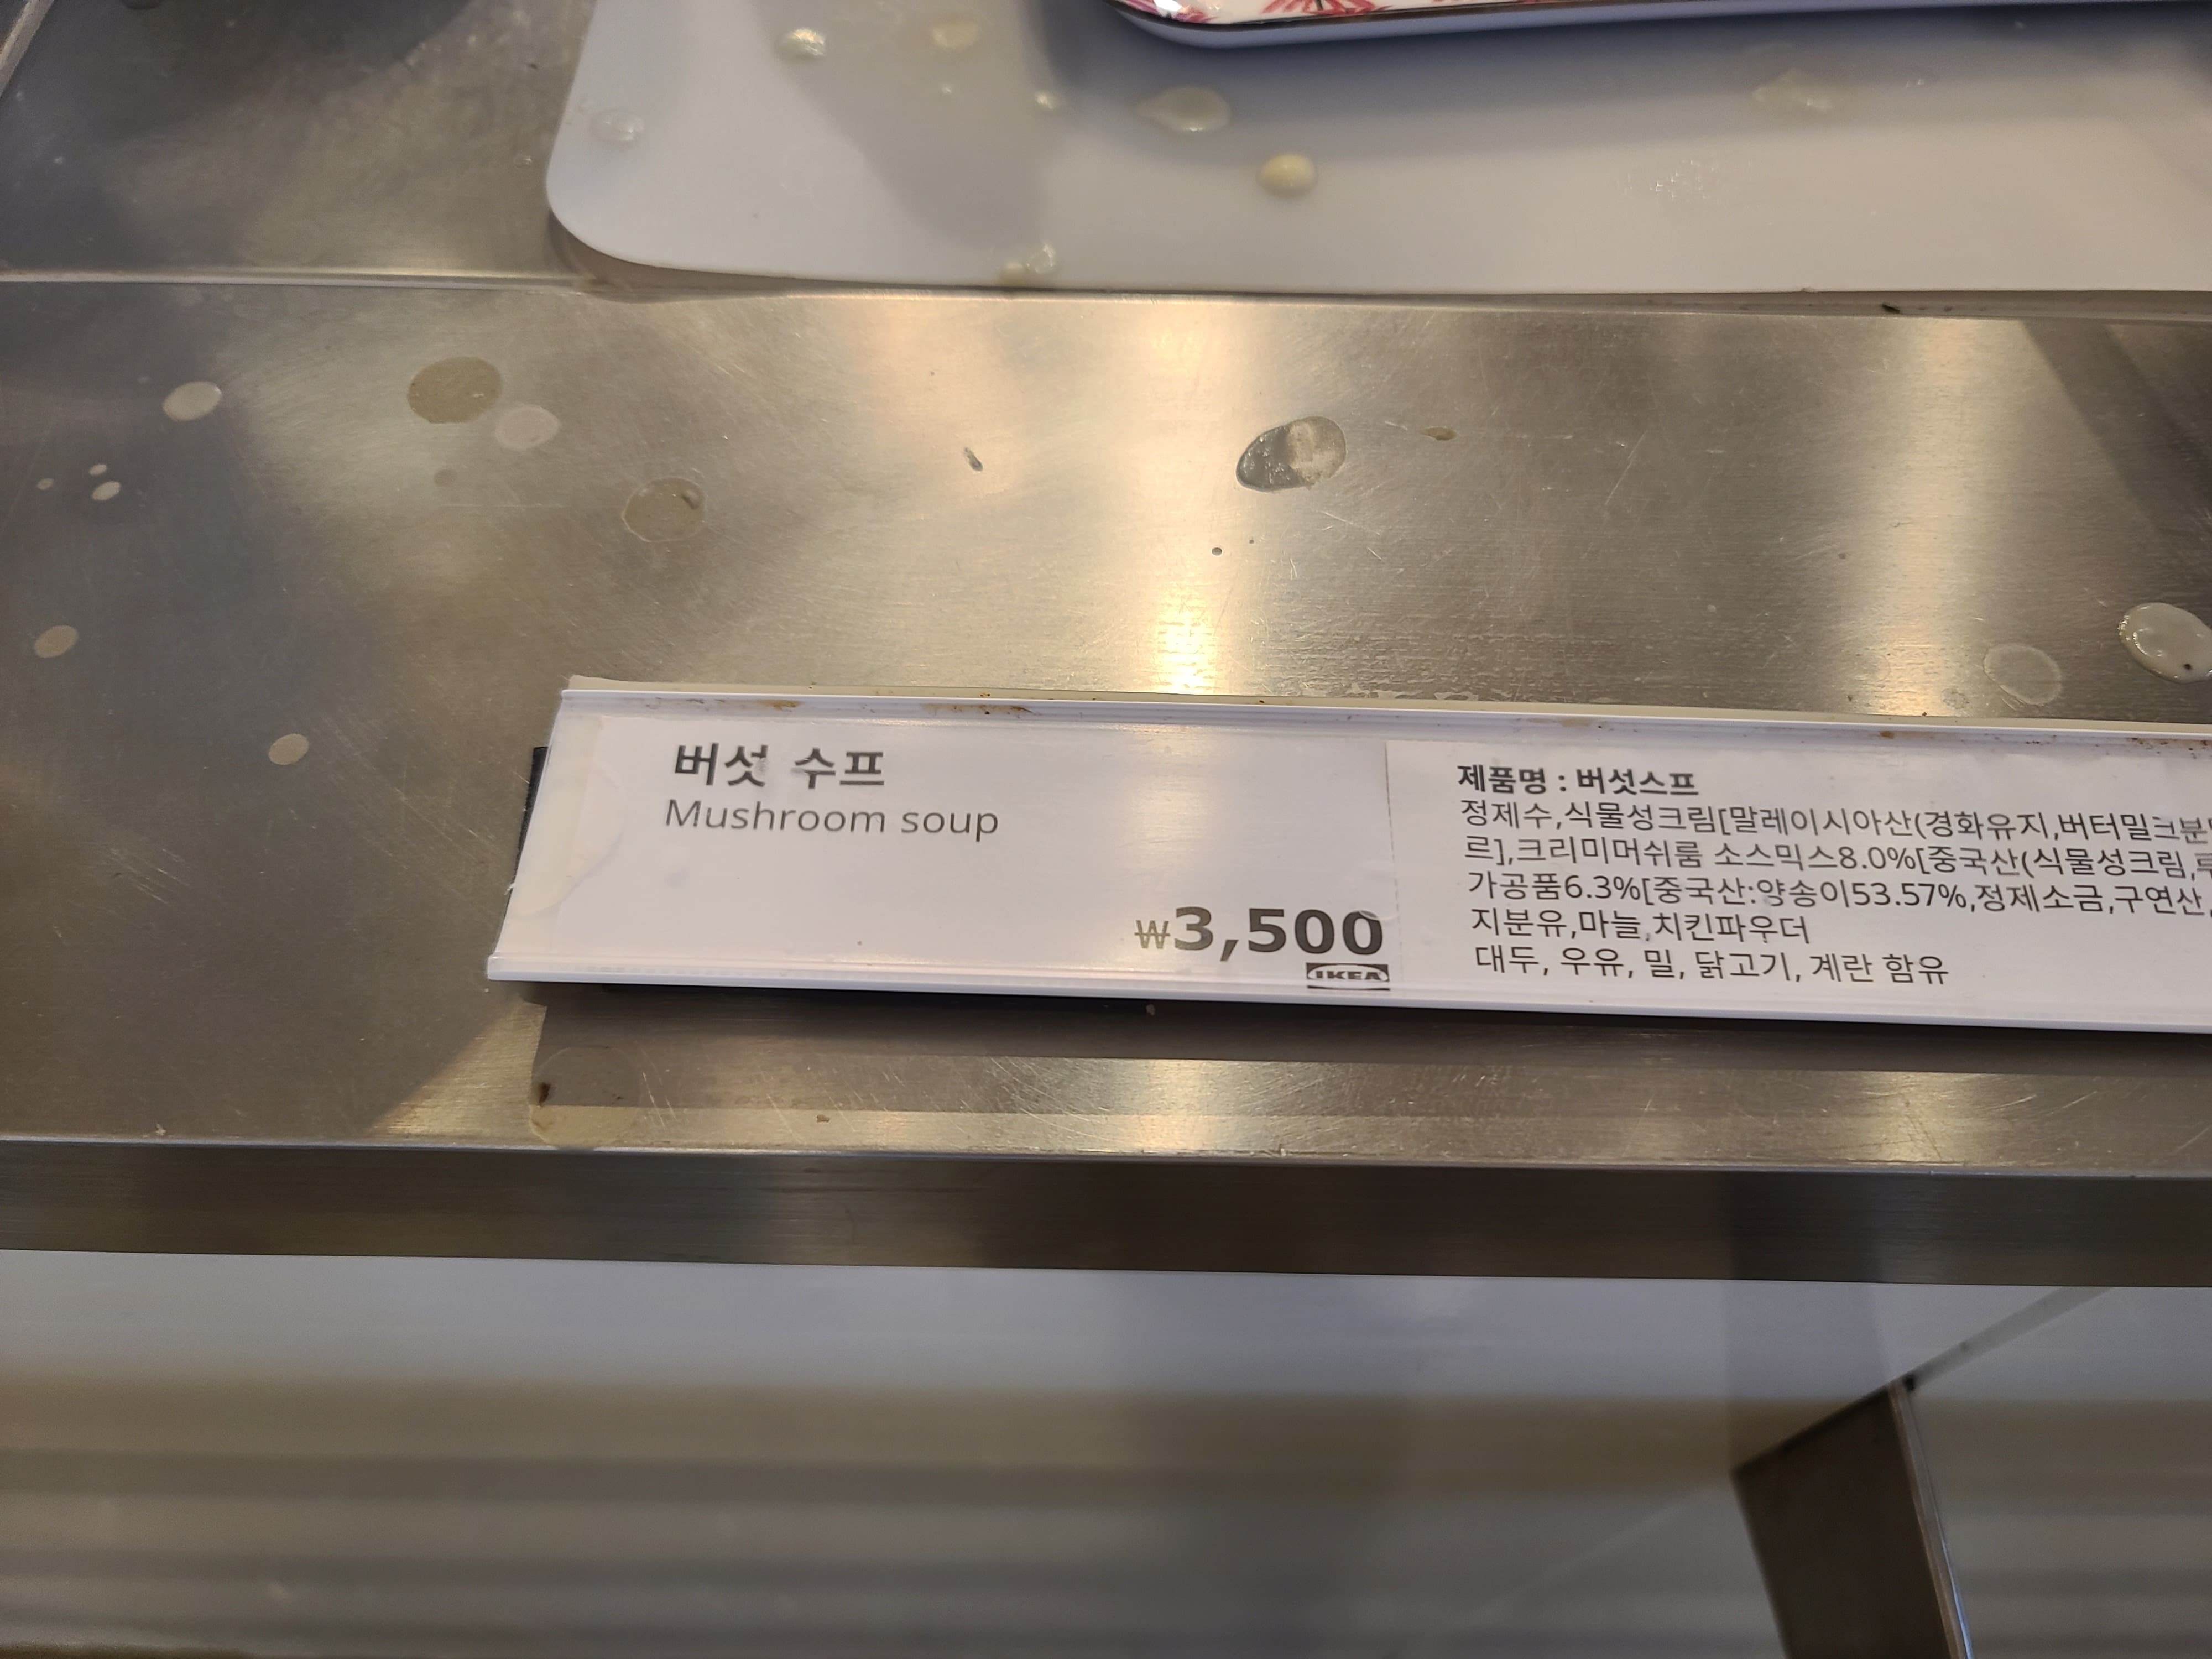 버섯 수프
Mushroom soup
₩3,500
IKEA
제품명 : 버섯스프
정제수,식물성크림[말레이시아산(경화유지,버터밀크분
르],크리미머쉬룸 소스믹스8.0%[중국산(식물성크림,
가공품6.3%[중국산:양송이53.57%,정제소금,구연산,
지분유,마늘,치킨파우더
대두, 우유, 밀, 닭고기, 계란 함유